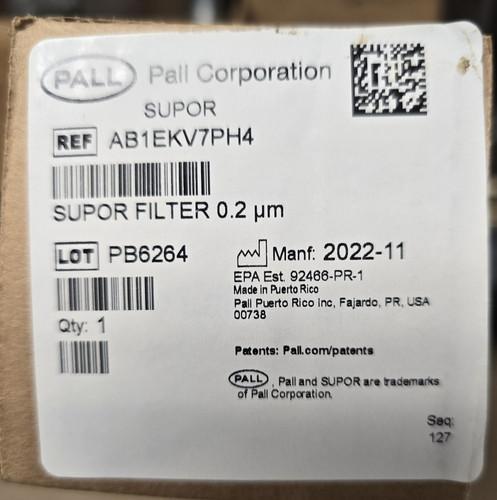 PALL Pall Corporation
SUPOR
REF AB1EKV7PH4
SUPOR FILTER 0.2 µm
LOT PB6264
Manf: 2022-11
EPA Est. 92466-PR-1
Made in Puerto Rico
Pall Puerto Rico Inc, Fajardo, PR, USA
00738
Qty: 1
Patents: Pall.com/patents
PALL , Pall and SUPOR are trademarks
of Pall Corporation.
Seq:
127